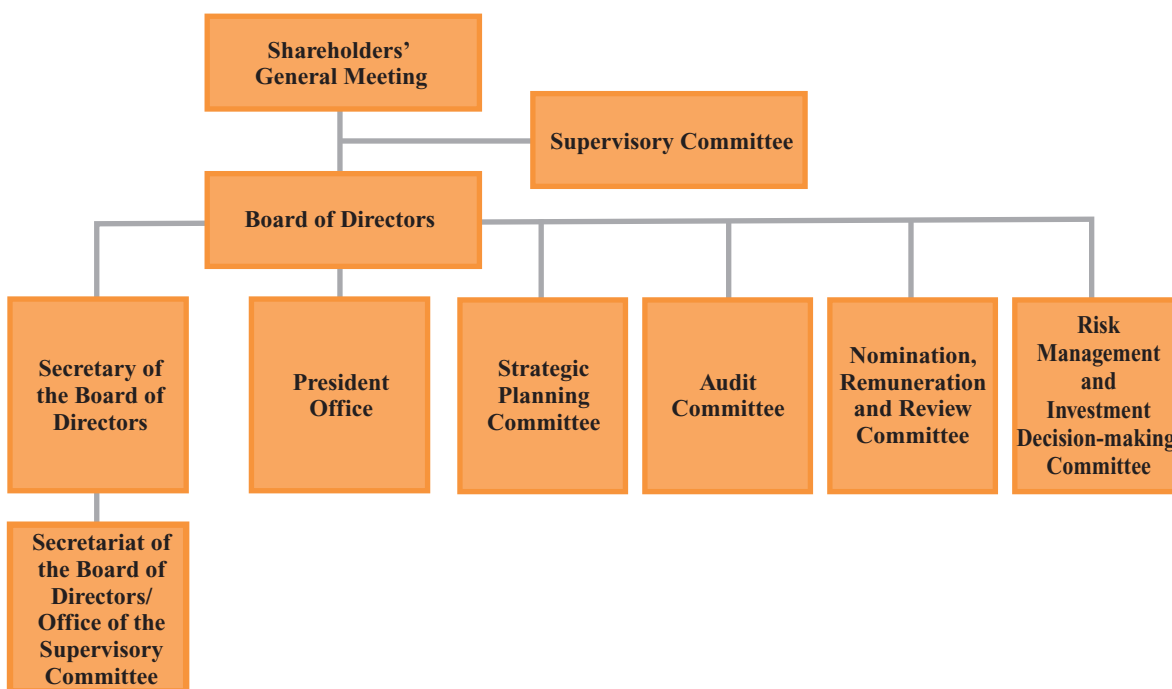 Shareholders’
General Meeting
Supervisory Committee
Board of Directors
Secretary of
the Board of
Directors
President
Office
Strategic
Planning
Committee
Audit
Committee
Nomination,
Remuneration
and Review
Committee
Risk
Management
and
Investment
Decision-making
Committee
Secretariat of
the Board of
Directors/
Office of the
Supervisory
Committee